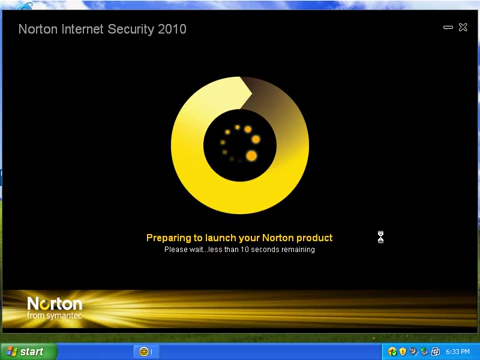 Norton Internet Security 2010
Preparing to launch your Norton product
Please wait...less than 10 seconds remaining
Norton
from symantec
start
6:33 PM